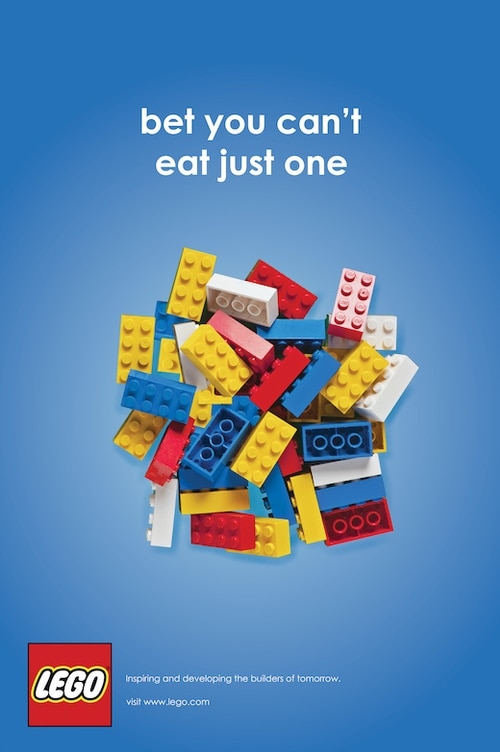 bet you can't
eat just one
LEGO
Inspiring and developing the builders of tomorrow.
visit www.lego.com